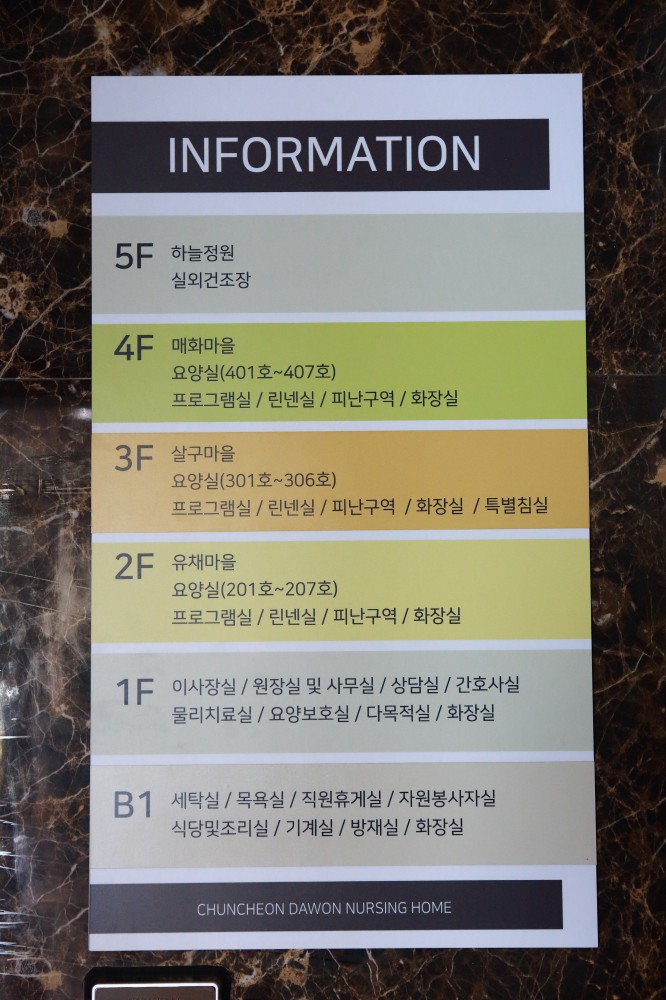 INFORMATION
5F 하늘정원
실외건조장
4F 매화마을
요양실(401호~407호)
프로그램실 / 린넨실 / 피난구역 / 화장실
3F 살구마을
요양실(301호~306호)
프로그램실 / 린넨실 / 피난구역 / 화장실 / 특별침실
2F 유채마을
요양실(201호~207호)
프로그램실 / 린넨실 / 피난구역 / 화장실
1F 이사장실 / 원장실 및 사무실 / 상담실 / 간호사실
물리치료실 / 요양보호실 / 다목적실 / 화장실
B1 세탁실 / 목욕실 / 직원휴게실 / 자원봉사자실
식당및조리실 / 기계실 / 방재실 / 화장실
CHUNCHEON DAWON NURSING HOME